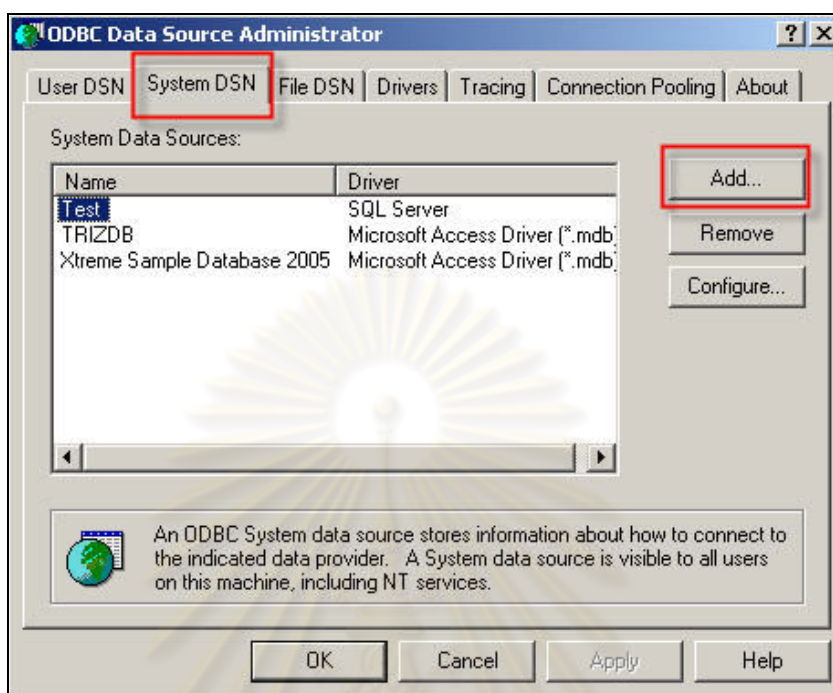 ODBC Data Source Administrator
User DSN System DSN File DSN Drivers Tracing Connection Pooling About
System Data Sources:
Name Driver
Test SQL Server
TRIZDB Microsoft Access Driver (*.mdb)
Xtreme Sample Database 2005 Microsoft Access Driver (*.mdb)
Add...
Remove
Configure...
An ODBC System data source stores information about how to connect to
the indicated data provider. A System data source is visible to all users
on this machine, including NT services.
OK Cancel Apply Help